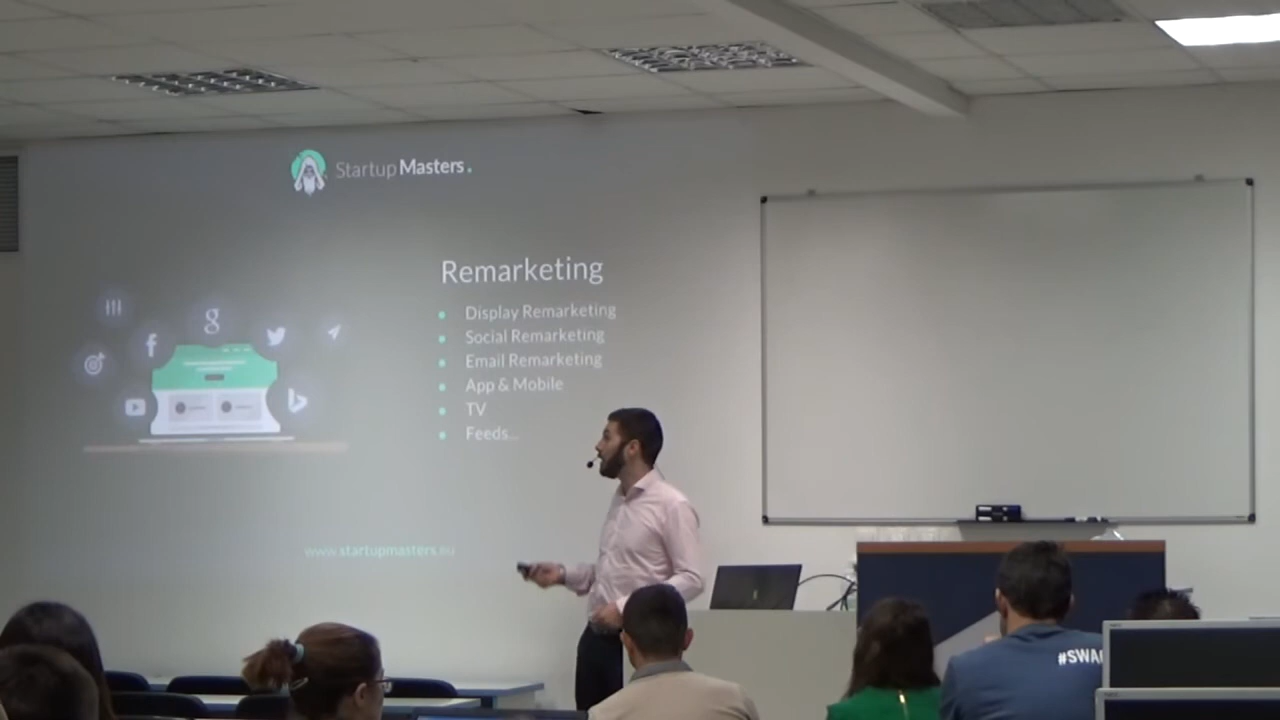 Startup Masters.
Remarketing
Display Remarketing
Social Remarketing
Email Remarketing
App & Mobile
TV
Feeds...
www.startupmasters.eu
#SWA